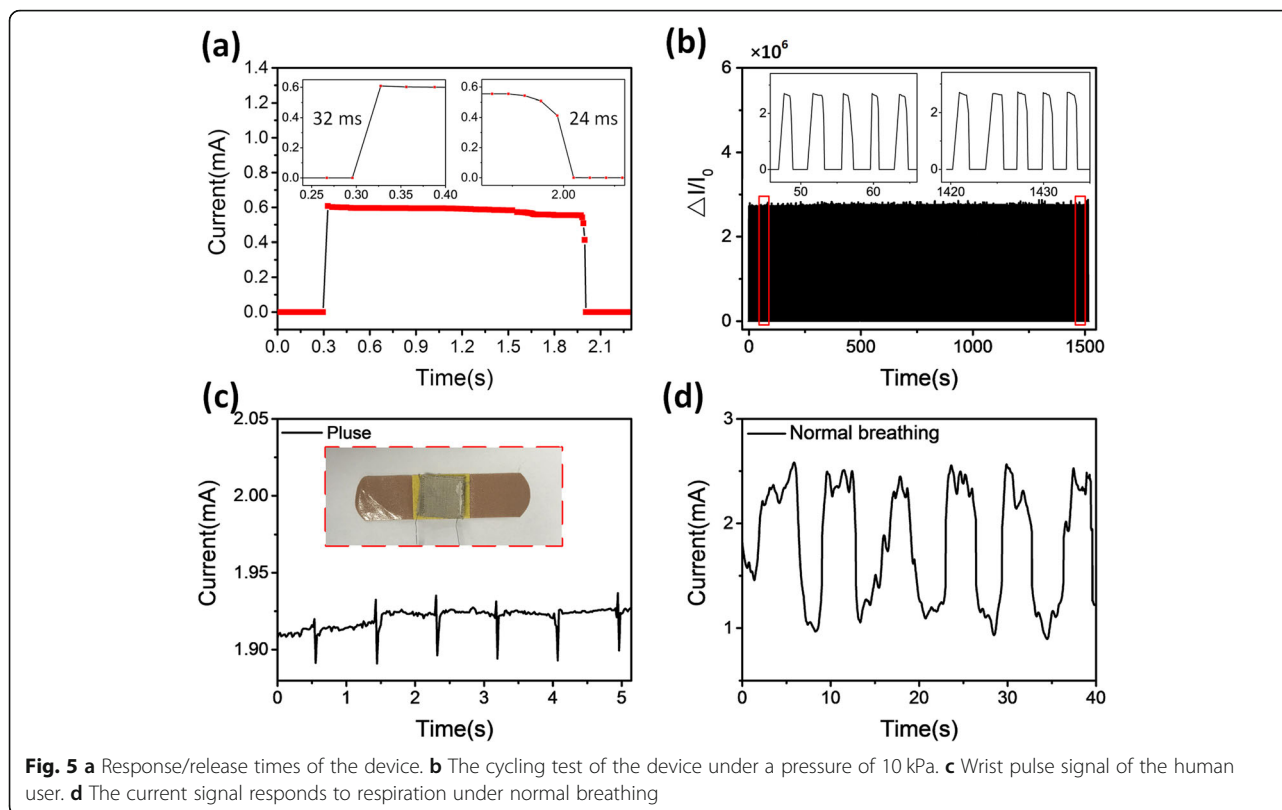 (a)
1.4
1.2
1.0
0.8
0.6
0.4
0.2
0.0
Current(mA)
0.6
0.4
0.2
0.0
32 ms
0.24 0.30 0.36 0.40
0.6
0.4
0.2
0.0
24 ms
2.00
0.0 0.3 0.6 0.9 1.2 1.5 1.8 2.1
Time(s)
(b)
×10⁶
6
4
2
0
△I/I₀
2
0
50 60
2
0
1420 1430
0 500 1000 1500
Time(s)
(c)
2.05
2.00
1.95
1.90
Current(mA)
Pluse
0 1 2 3 4 5
Time(s)
(d)
3
2
1
Current(mA)
Normal breathing
0 10 20 30 40
Time(s)
Fig. 5 a Response/release times of the device. b The cycling test of the device under a pressure of 10 kPa. c Wrist pulse signal of the human
user. d The current signal responds to respiration under normal breathing